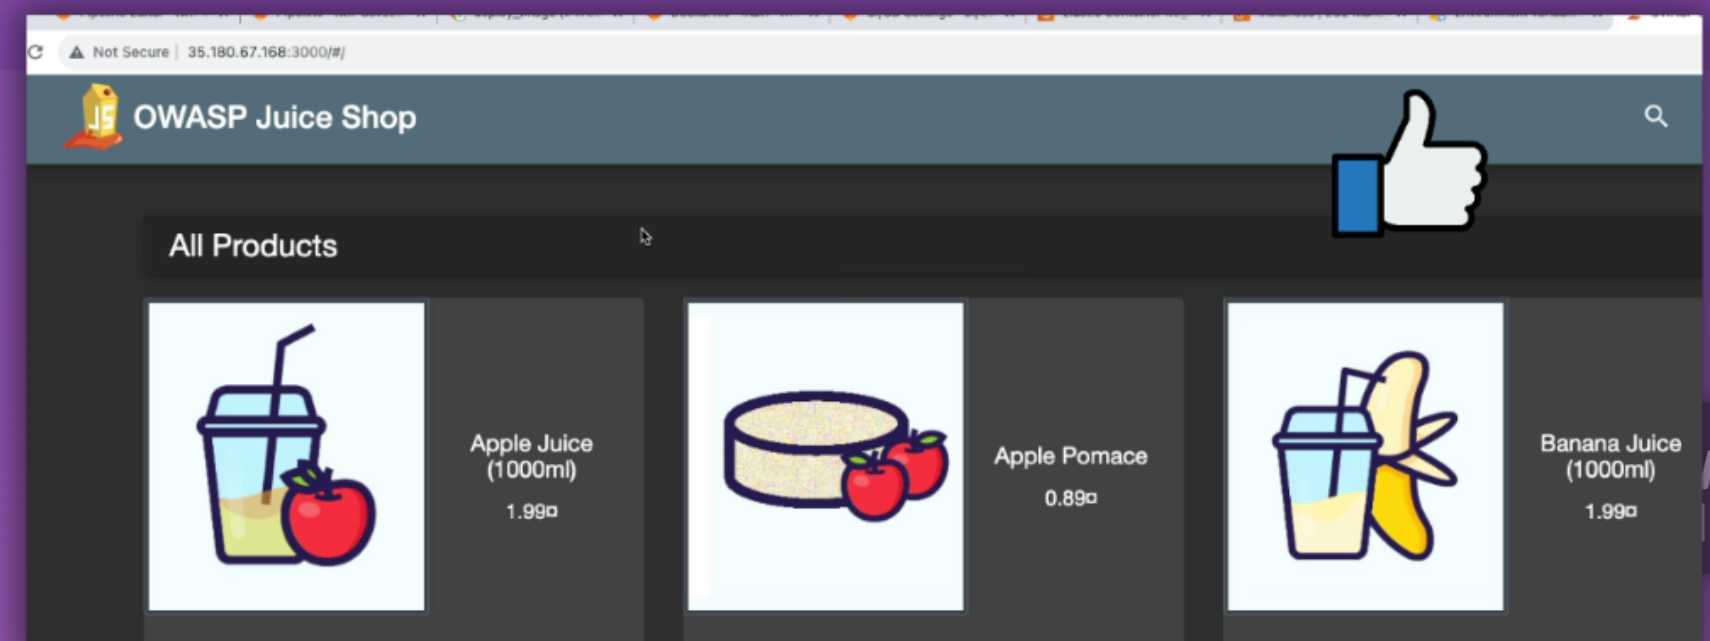 Not Secure | 35.180.67.168:3000/#/
JS OWASP Juice Shop
All Products
Apple Juice
(1000ml)
1.99¤
Apple Pomace
0.89¤
Banana Juice
(1000ml)
1.99¤